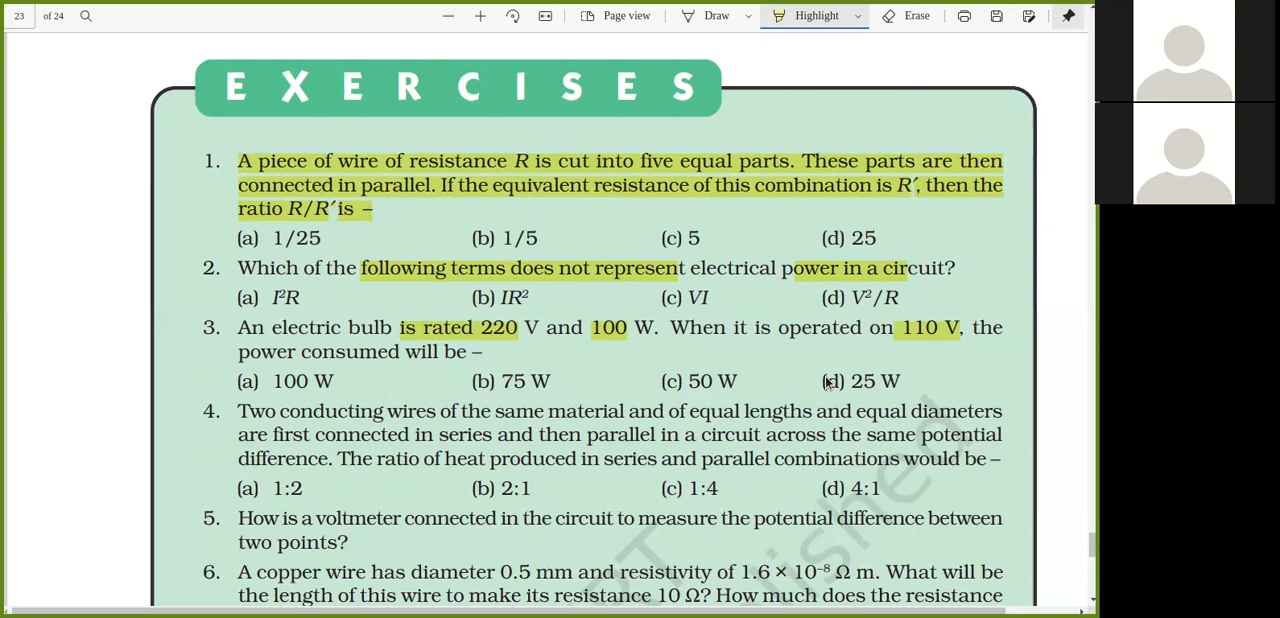 23 of 24 Page view Draw Highlight Erase
EXERCISES
1. A piece of wire of resistance R is cut into five equal parts. These parts are then
connected in parallel. If the equivalent resistance of this combination is R′, then the
ratio R/R′ is –
(a) 1/25 (b) 1/5 (c) 5 (d) 25
2. Which of the following terms does not represent electrical power in a circuit?
(a) I²R (b) IR² (c) VI (d) V²/R
3. An electric bulb is rated 220 V and 100 W. When it is operated on 110 V, the
power consumed will be –
(a) 100 W (b) 75 W (c) 50 W (d) 25 W
4. Two conducting wires of the same material and of equal lengths and equal diameters
are first connected in series and then parallel in a circuit across the same potential
difference. The ratio of heat produced in series and parallel combinations would be –
(a) 1:2 (b) 2:1 (c) 1:4 (d) 4:1
5. How is a voltmeter connected in the circuit to measure the potential difference between
two points?
6. A copper wire has diameter 0.5 mm and resistivity of 1.6 × 10⁻⁸ Ω m. What will be
the length of this wire to make its resistance 10 Ω? How much does the resistance